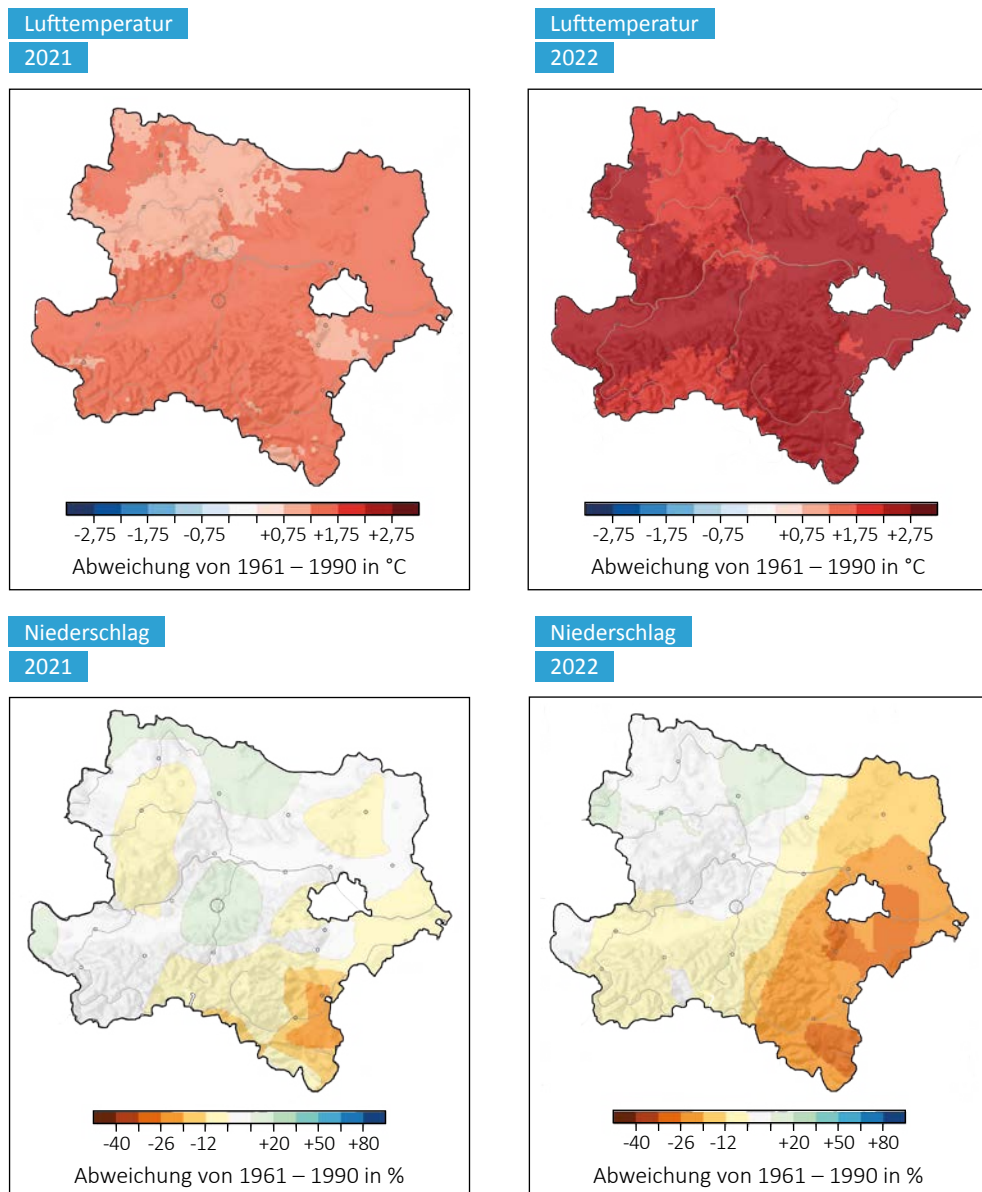 Lufttemperatur
2021
-2,75 -1,75 -0,75 +0,75 +1,75 +2,75
Abweichung von 1961 – 1990 in °C
Lufttemperatur
2022
-2,75 -1,75 -0,75 +0,75 +1,75 +2,75
Abweichung von 1961 – 1990 in °C
Niederschlag
2021
-40 -26 -12 +20 +50 +80
Abweichung von 1961 – 1990 in %
Niederschlag
2022
-40 -26 -12 +20 +50 +80
Abweichung von 1961 – 1990 in %